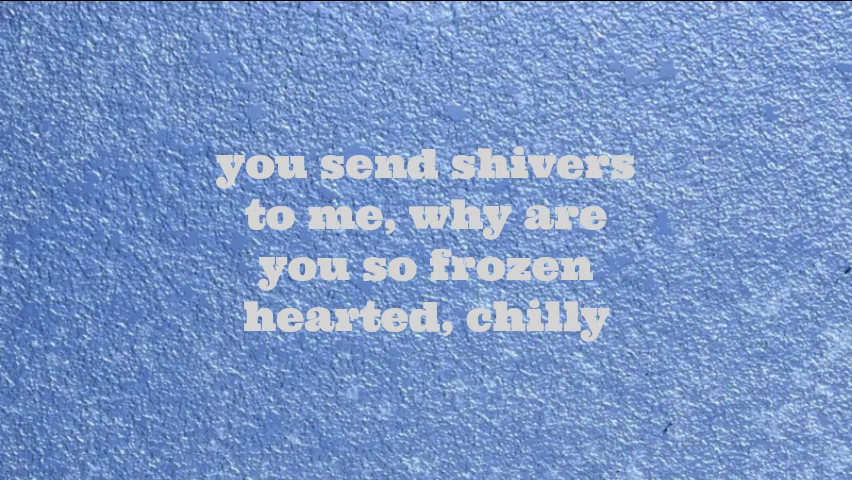 you send shivers
to me, why are
you so frozen
hearted, chilly